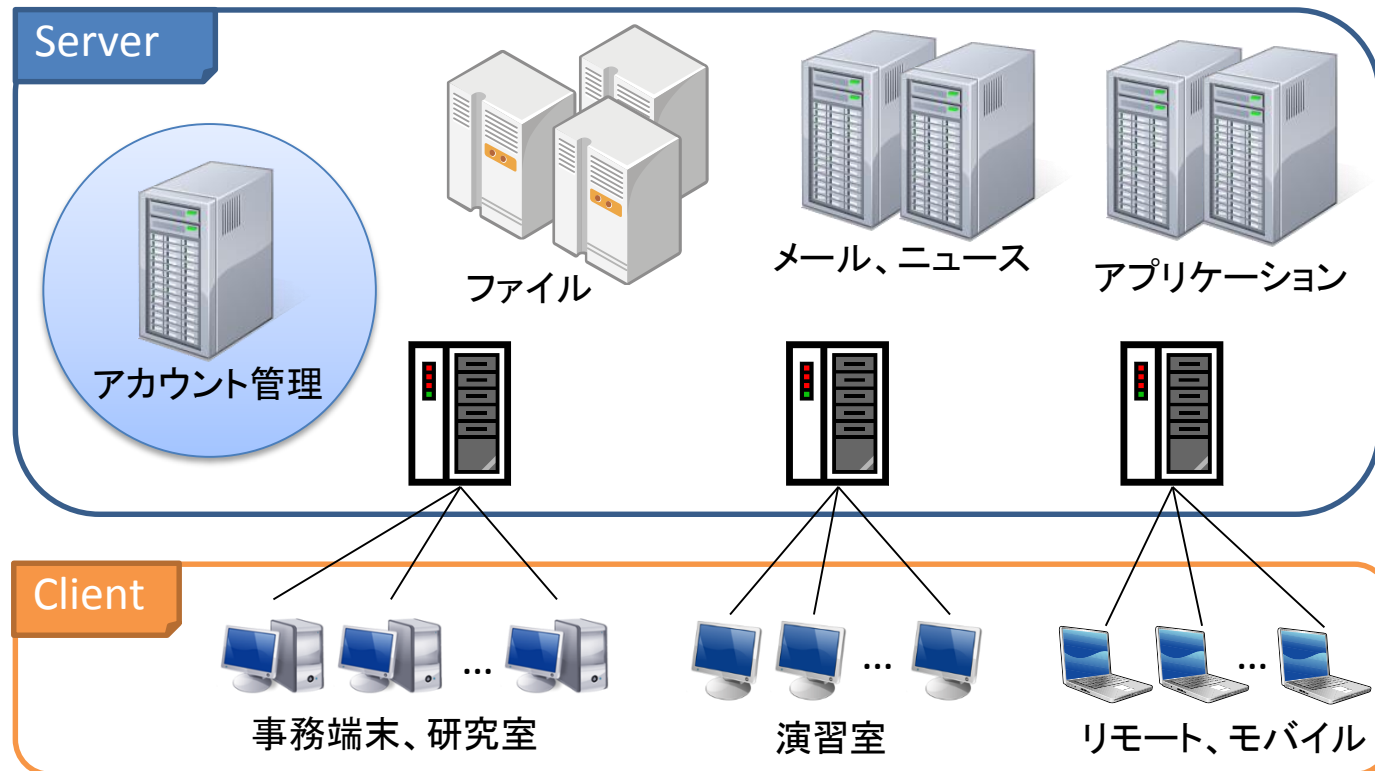 Server
ファイル
メール、ニュース
アプリケーション
アカウント管理
Client
...
...
...
事務端末、研究室
演習室
リモート、モバイル